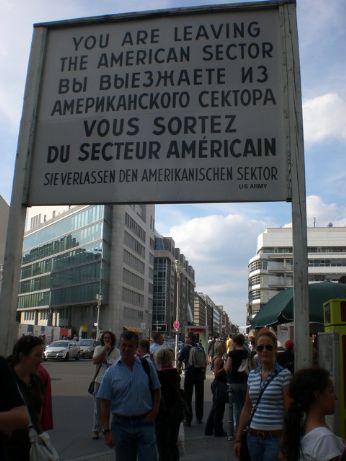 YOU ARE LEAVING
THE AMERICAN SECTOR
ВЫ ВЫЕЗЖАЕТЕ ИЗ
АМЕРИКАНСКОГО СЕКТОРА
VOUS SORTEZ
DU SECTEUR AMÉRICAIN
SIE VERLASSEN DEN AMERIKANISCHEN SEKTOR
US ARMY